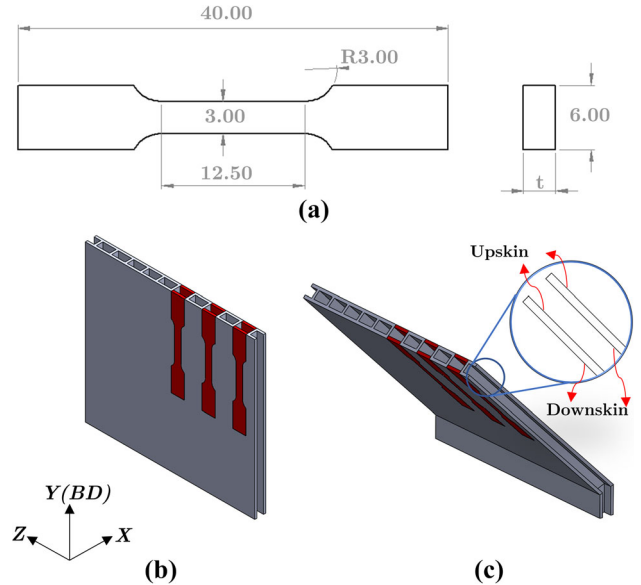 40.00
R3.00
3.00
6.00
12.50
t
(a)
Upskin
Downskin
Y(BD)
Z
X
(b)
(c)